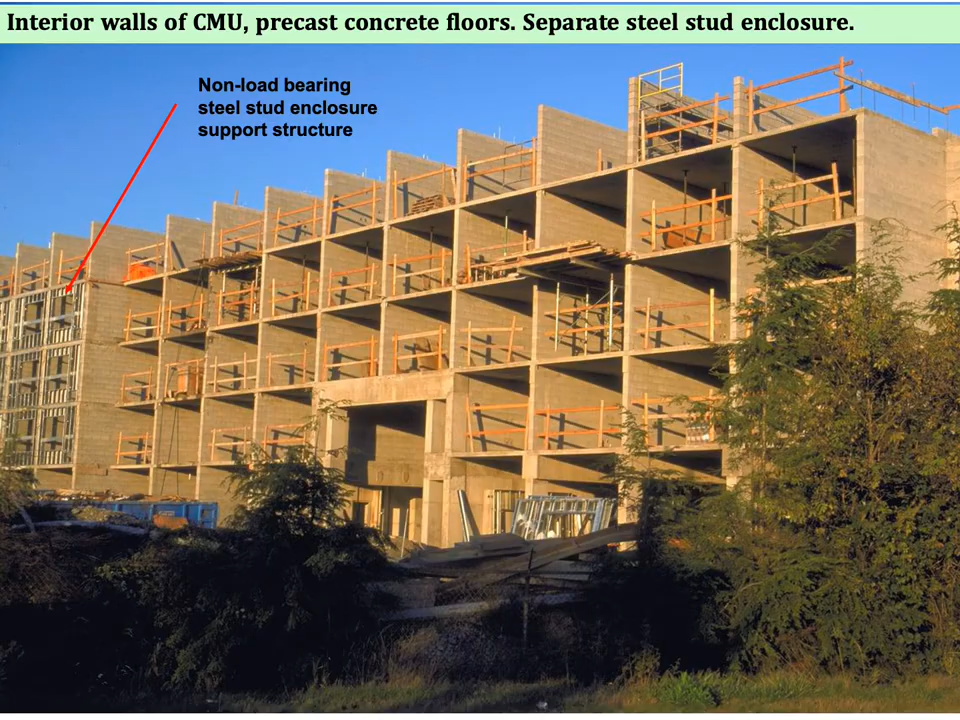 Interior walls of CMU, precast concrete floors. Separate steel stud enclosure.
Non-load bearing
steel stud enclosure
support structure